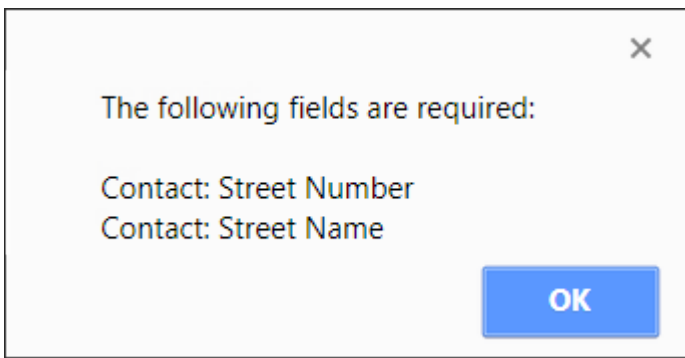 The following fields are required:
Contact: Street Number
Contact: Street Name
OK